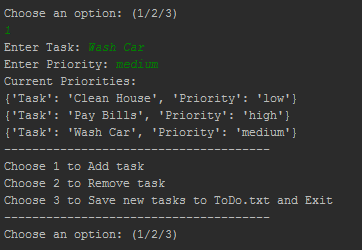 Choose an option: (1/2/3)
1
Enter Task: Wash Car
Enter Priority: medium
Current Priorities:
{'Task': 'Clean House', 'Priority': 'low'}
{'Task': 'Pay Bills', 'Priority': 'high'}
{'Task': 'Wash Car', 'Priority': 'medium'}
--------------------------------------
Choose 1 to Add task
Choose 2 to Remove task
Choose 3 to Save new tasks to ToDo.txt and Exit
--------------------------------------
Choose an option: (1/2/3)